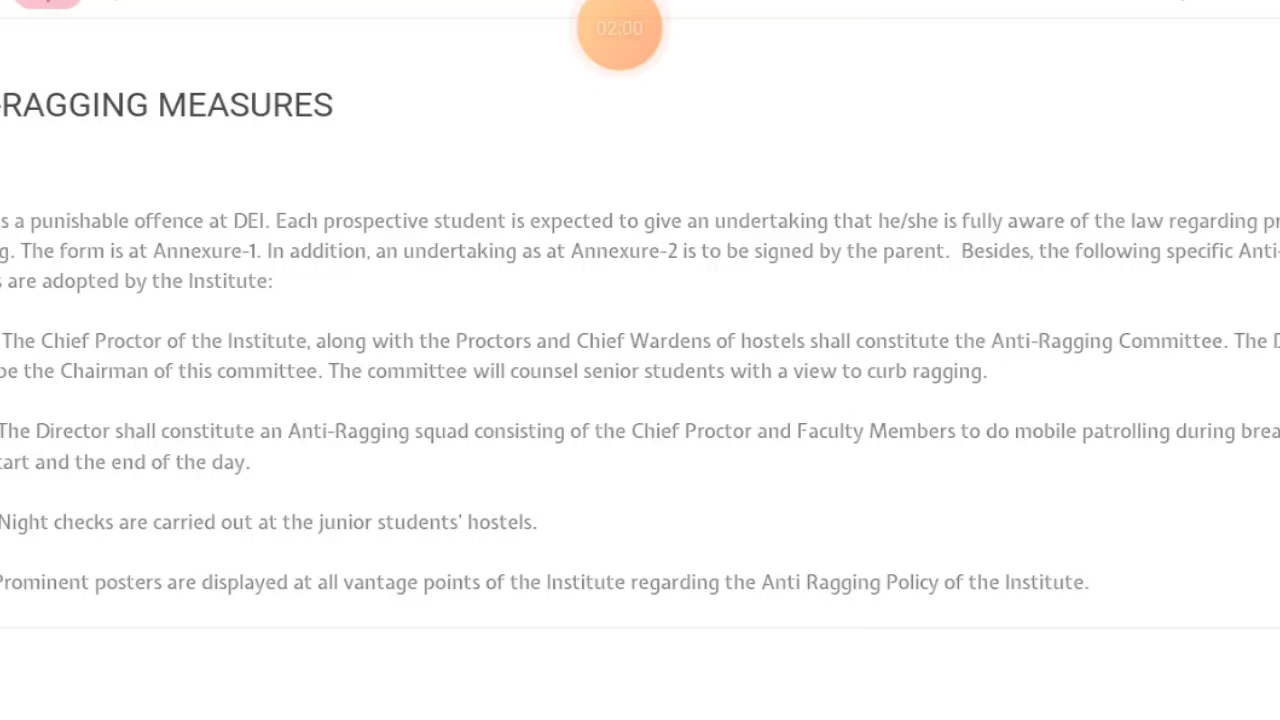 02:00
-RAGGING MEASURES
s a punishable offence at DEI. Each prospective student is expected to give an undertaking that he/she is fully aware of the law regarding
g. The form is at Annexure-1. In addition, an undertaking as at Annexure-2 is to be signed by the parent. Besides, the following specific Anti-
s are adopted by the Institute:
The Chief Proctor of the Institute, along with the Proctors and Chief Wardens of hostels shall constitute the Anti-Ragging Committee. The
be the Chairman of this committee. The committee will counsel senior students with a view to curb ragging.
The Director shall constitute an Anti-Ragging squad consisting of the Chief Proctor and Faculty Members to do mobile patrolling during
tart and the end of the day.
Night checks are carried out at the junior students' hostels.
Prominent posters are displayed at all vantage points of the Institute regarding the Anti Ragging Policy of the Institute.